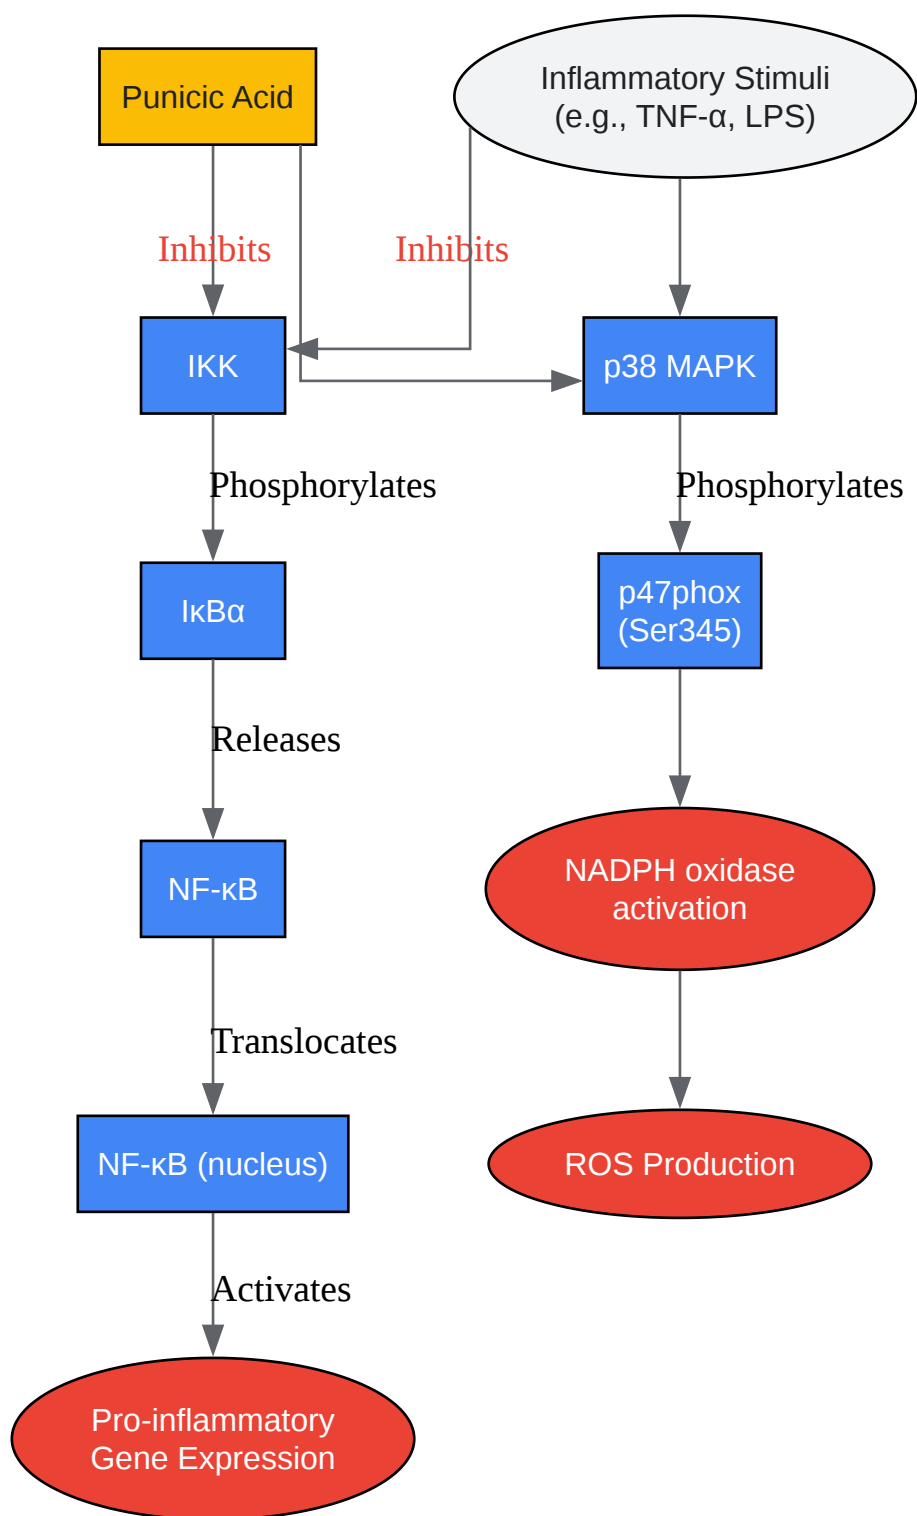 Punicic Acid
Inflammatory Stimuli
(e.g., TNF-α, LPS)
Inhibits
Inhibits
IKK
p38 MAPK
Phosphorylates
Phosphorylates
IκBα
p47phox
(Ser345)
Releases
NF-κB
NADPH oxidase
activation
Translocates
NF-κB (nucleus)
ROS Production
Activates
Pro-inflammatory
Gene Expression